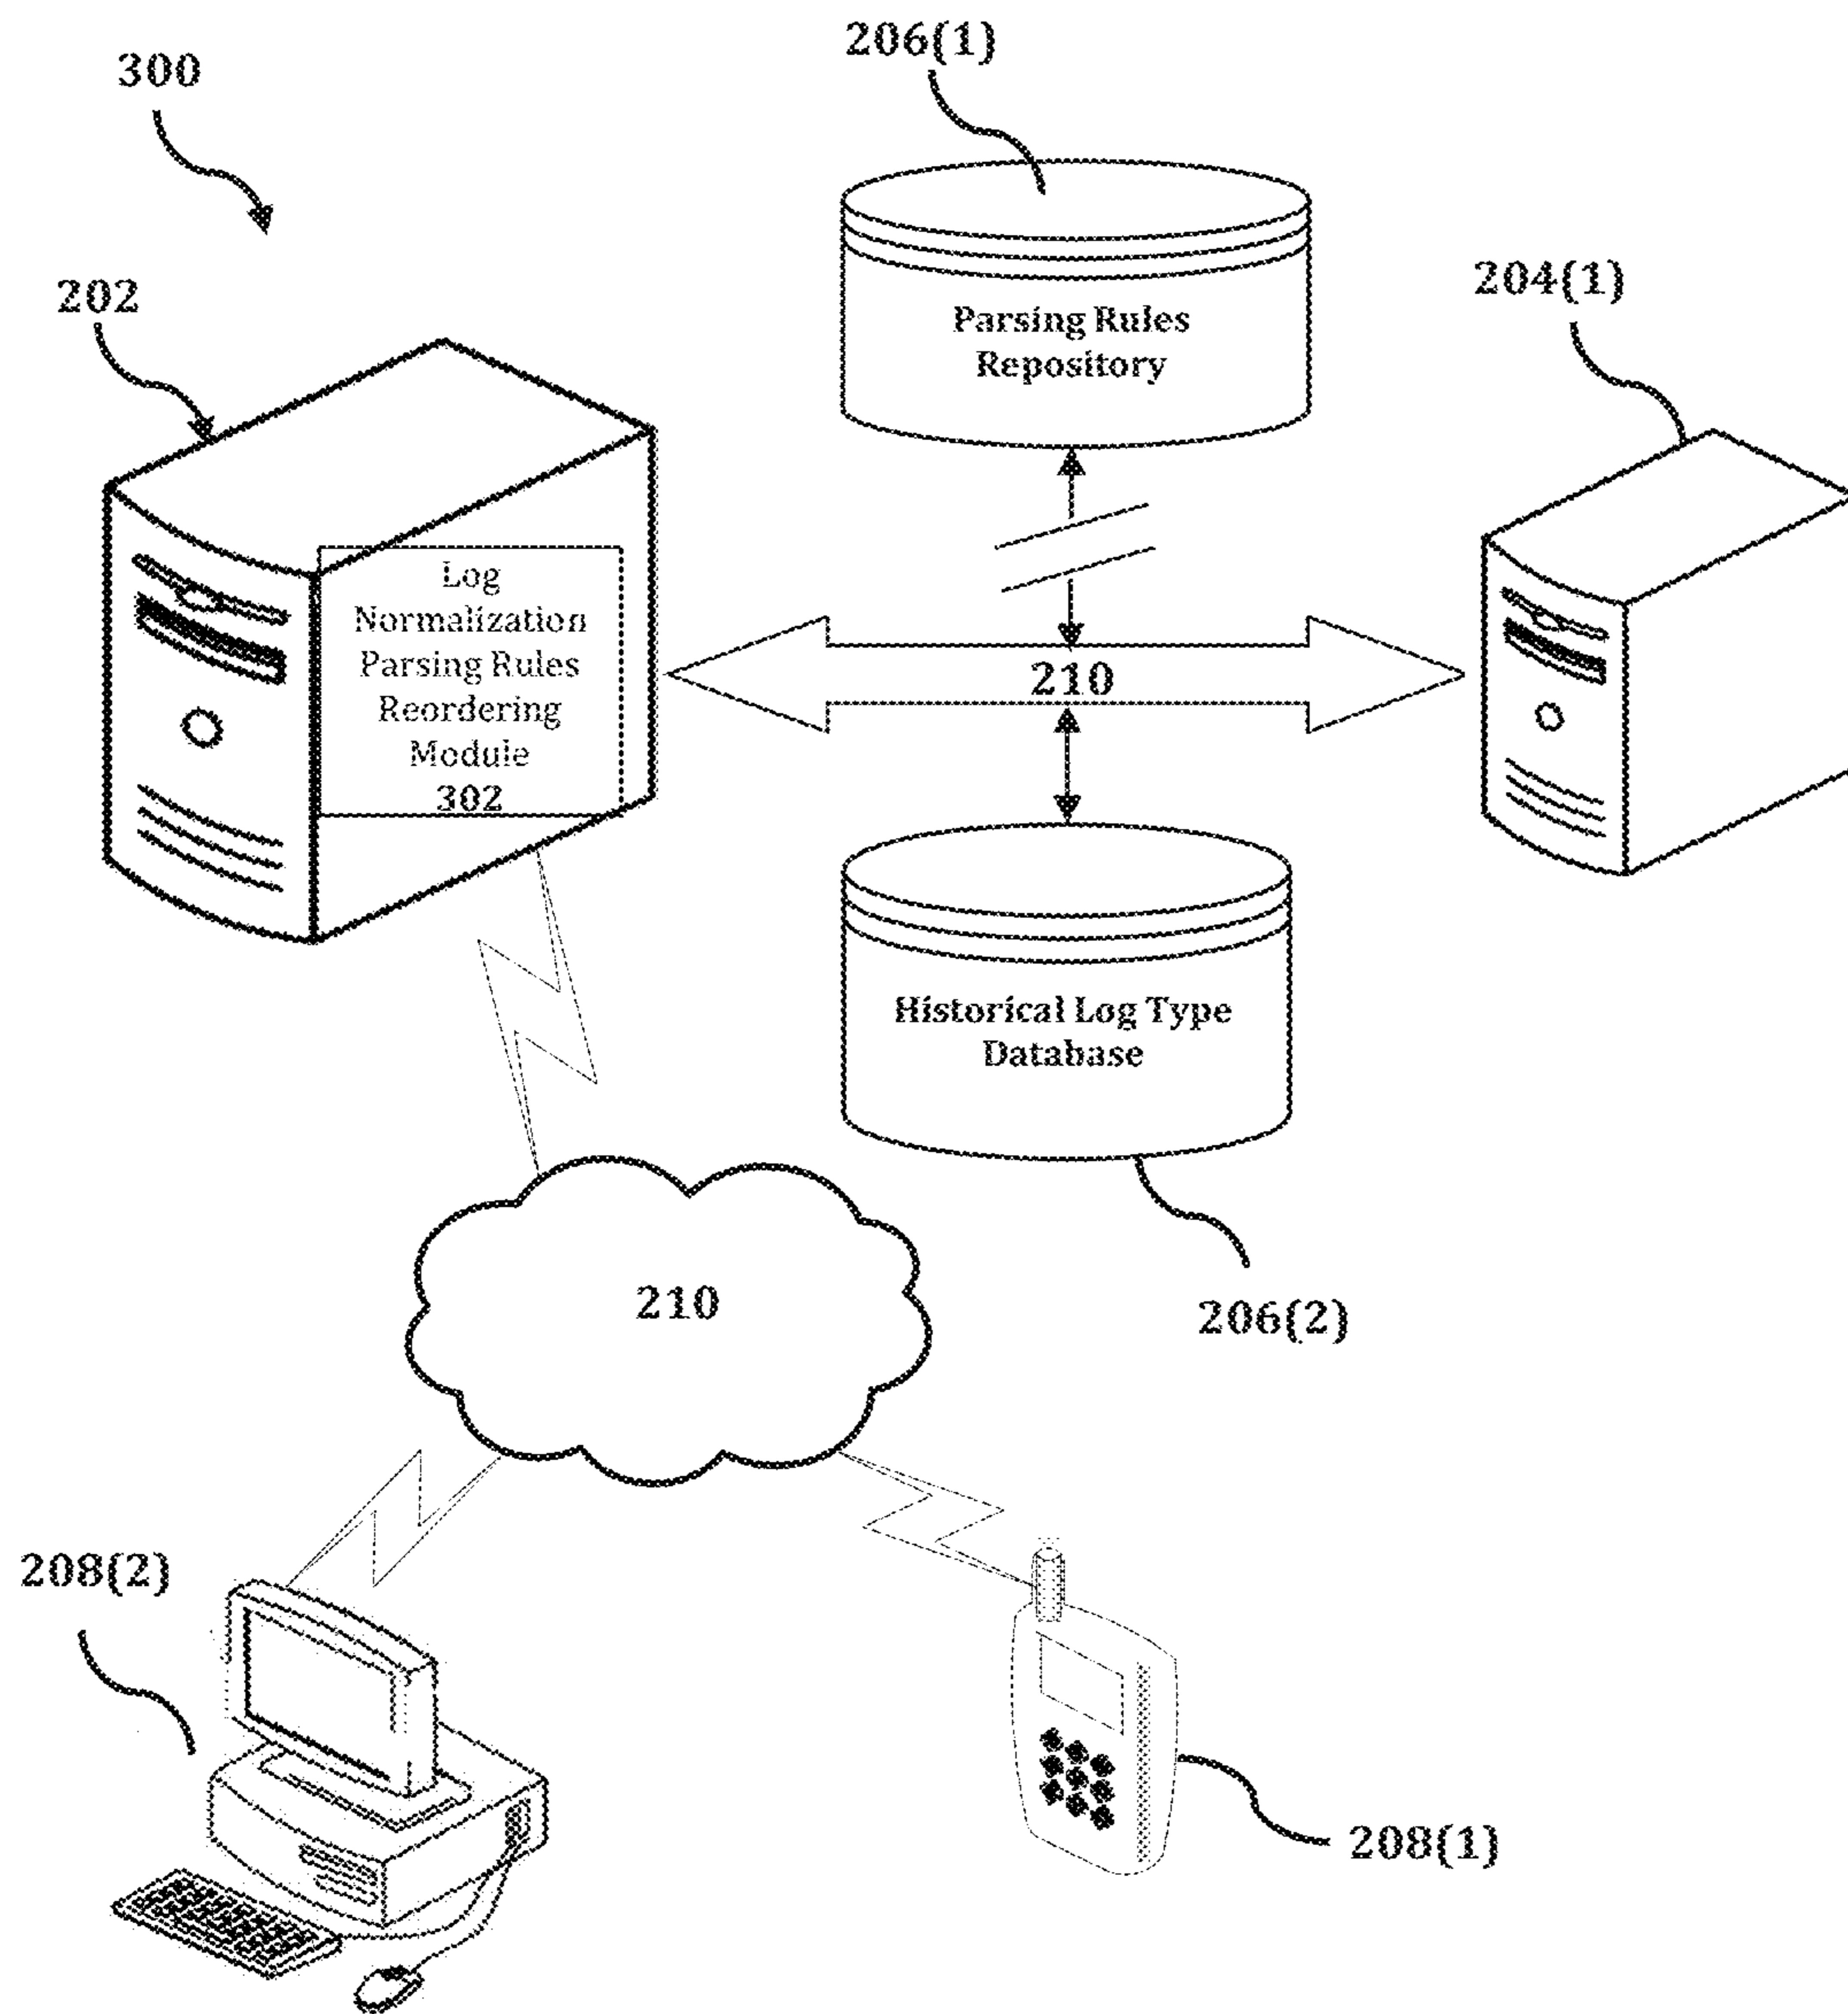 206(1)
300
Parsing Rules
Repository
204(1)
202
Log
Normalization
Parsing Rules
Reordering
Module
302
210
Historical Log Type
Database
206(2)
210
208(2)
208(1)